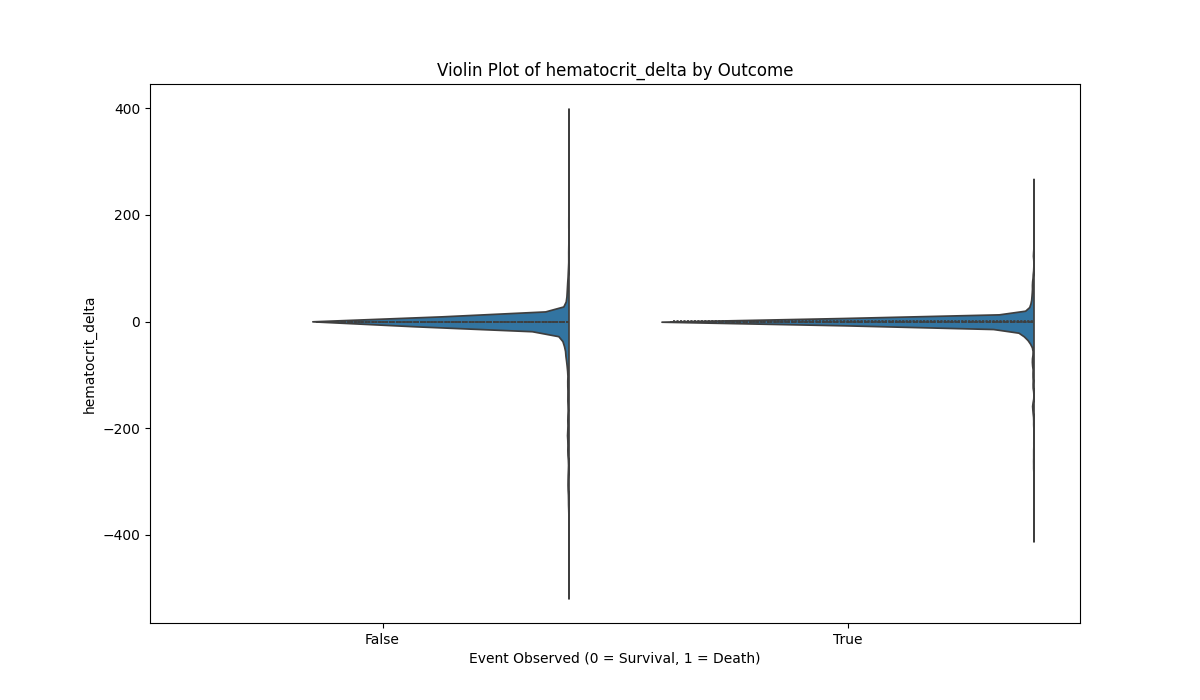 Violin Plot of hematocrit_delta by Outcome
hematocrit_delta
400
200
0
−200
−400
False
True
Event Observed (0 = Survival, 1 = Death)